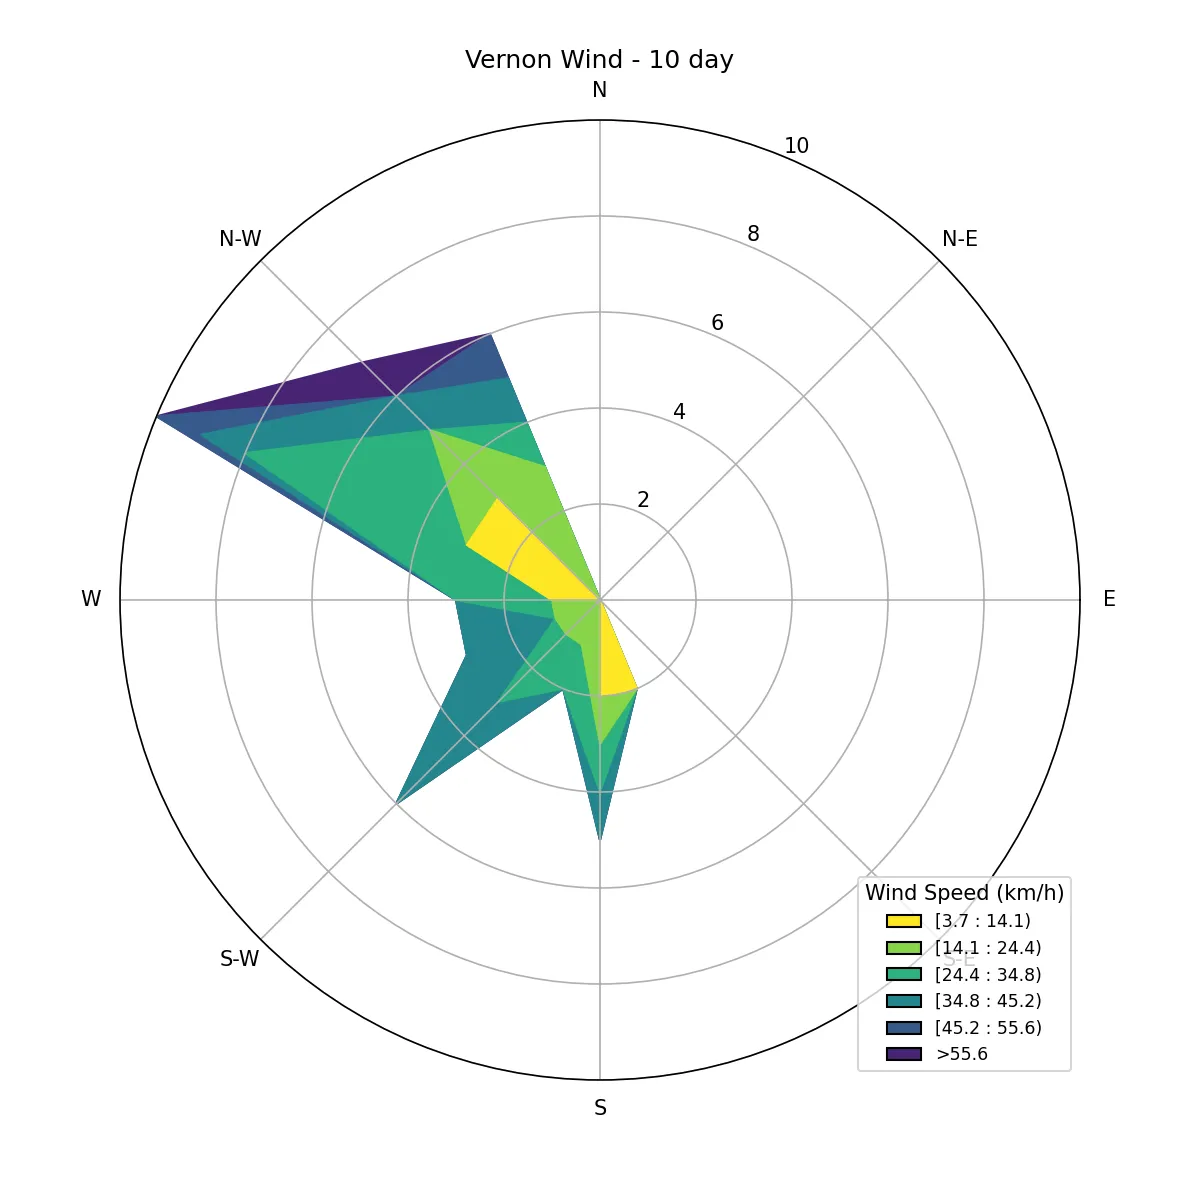 Vernon Wind - 10 day
N
10
N-W
8
N-E
6
4
2
W
E
Wind Speed (km/h)
[3.7 : 14.1)
[14.1 : 24.4)
S-E
[24.4 : 34.8)
[34.8 : 45.2)
[45.2 : 55.6)
>55.6
S-W
S